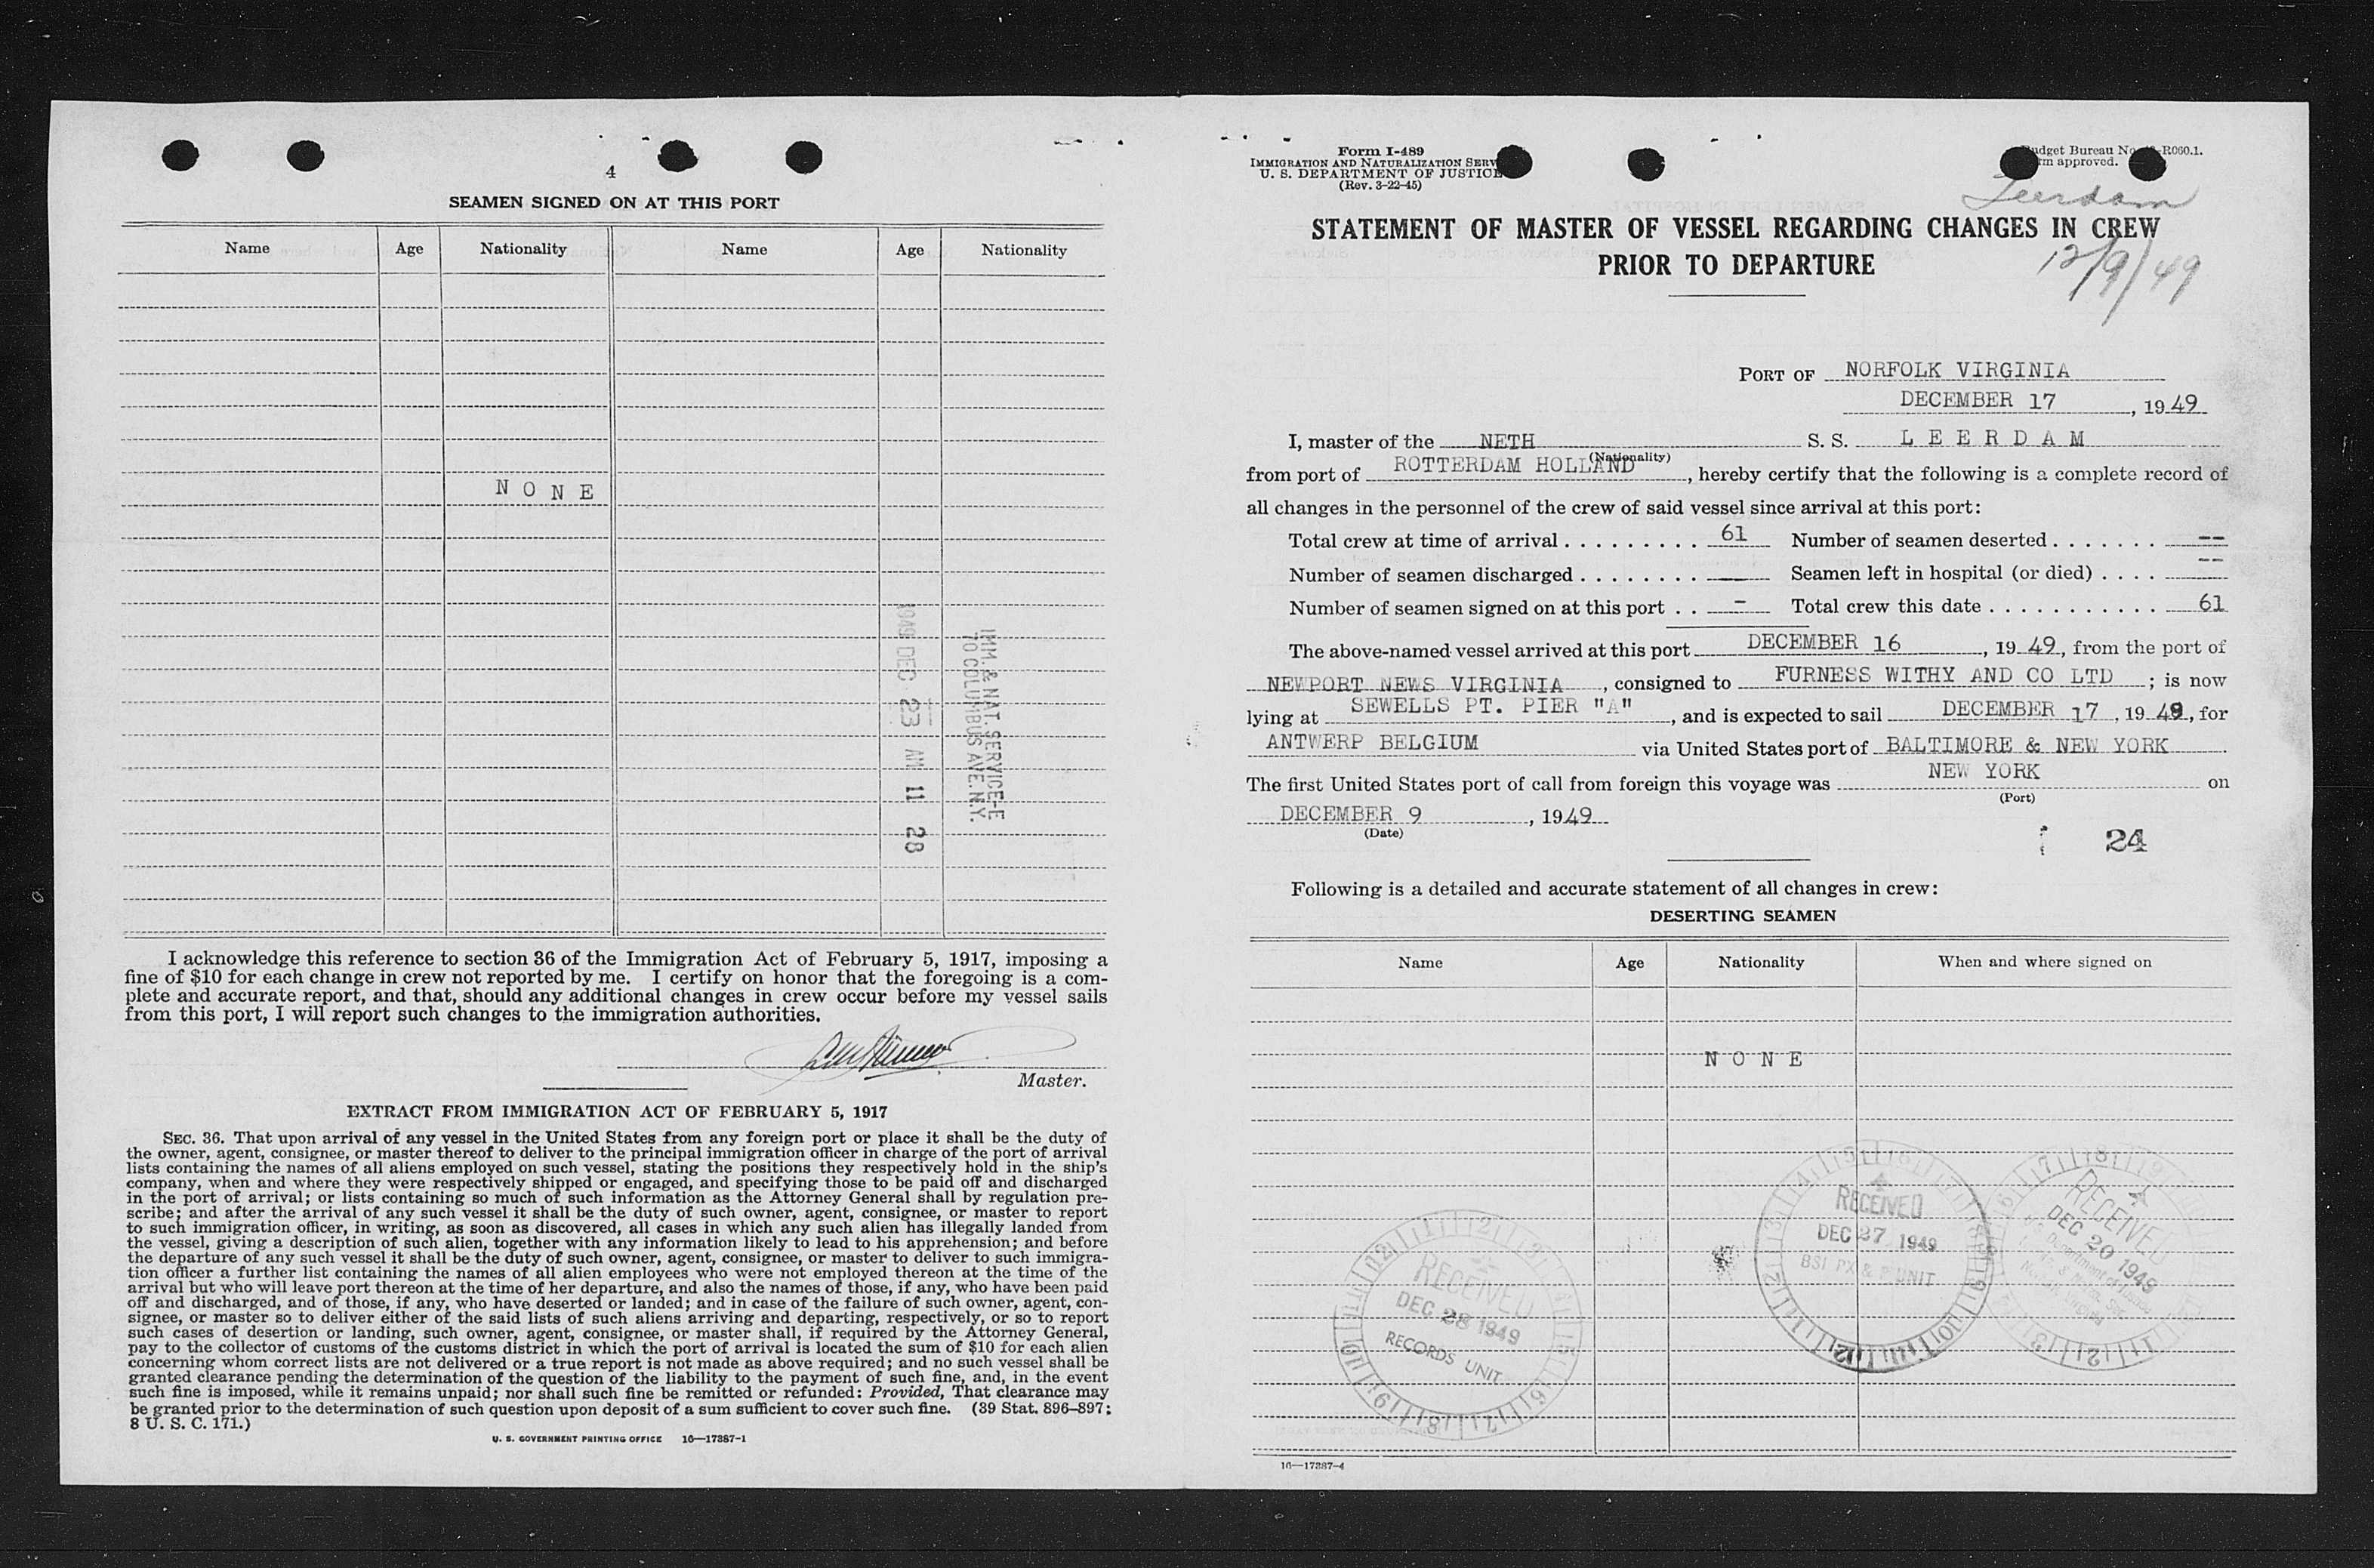 4
SEAMEN SIGNED ON AT THIS PORT
Name Age Nationality Name Age Nationality
N O N E
1949 DEC 23 AM 11 28
IMM. & NAT. SERVICE-E
70 COLUMBUS AVE.N.Y.
I acknowledge this reference to section 36 of the Immigration Act of February 5, 1917, imposing a
fine of $10 for each change in crew not reported by me. I certify on honor that the foregoing is a com-
plete and accurate report, and that, should any additional changes in crew occur before my vessel sails
from this port, I will report such changes to the immigration authorities.
Master.
EXTRACT FROM IMMIGRATION ACT OF FEBRUARY 5, 1917
SEC. 36. That upon arrival of any vessel in the United States from any foreign port or place it shall be the duty of
the owner, agent, consignee, or master thereof to deliver to the principal immigration officer in charge of the port of arrival
lists containing the names of all aliens employed on such vessel, stating the positions they respectively hold in the ship's
company, when and where they were respectively shipped or engaged, and specifying those to be paid off and discharged
in the port of arrival; or lists containing so much of such information as the Attorney General shall by regulation pre-
scribe; and after the arrival of any such vessel it shall be the duty of such owner, agent, consignee, or master to report
to such immigration officer, in writing, as soon as discovered, all cases in which any such alien has illegally landed from
the vessel, giving a description of such alien, together with any information likely to lead to his apprehension; and before
the departure of any such vessel it shall be the duty of such owner, agent, consignee, or master to deliver to such immigra-
tion officer a further list containing the names of all alien employees who were not employed thereon at the time of the
arrival but who will leave port thereon at the time of her departure, and also the names of those, if any, who have been paid
off and discharged, and of those, if any, who have deserted or landed; and in case of the failure of such owner, agent, con-
signee, or master so to deliver either of the said lists of such aliens arriving and departing, respectively, or so to report
such cases of desertion or landing, such owner, agent, consignee, or master shall, if required by the Attorney General,
pay to the collector of customs of the customs district in which the port of arrival is located the sum of $10 for each alien
concerning whom correct lists are not delivered or a true report is not made as above required; and no such vessel shall be
granted clearance pending the determination of the question of the liability to the payment of such fine, and, in the event
such fine is imposed, while it remains unpaid; nor shall such fine be remitted or refunded: Provided, That clearance may
be granted prior to the determination of such question upon deposit of a sum sufficient to cover such fine. (39 Stat. 896–897;
8 U. S. C. 171.)
U. S. GOVERNMENT PRINTING OFFICE 16—17387-1
Form I-489
IMMIGRATION AND NATURALIZATION SERV
U. S. DEPARTMENT OF JUSTICE
(Rev. 3-22-45)
Budget Bureau No. -R060.1.
approved.
Leerdam
STATEMENT OF MASTER OF VESSEL REGARDING CHANGES IN CREW
PRIOR TO DEPARTURE
12/9/49
PORT OF NORFOLK VIRGINIA
DECEMBER 17, 1949
I, master of the NETH S. S. L E E R D A M
(Nationality)
from port of ROTTERDAM HOLLAND, hereby certify that the following is a complete record of
all changes in the personnel of the crew of said vessel since arrival at this port:
Total crew at time of arrival . . . . . . . . . 61 Number of seamen deserted . . . . . . . --
Number of seamen discharged . . . . . . . . — Seamen left in hospital (or died) . . . . --
Number of seamen signed on at this port . . - Total crew this date . . . . . . . . . . . . 61
The above-named vessel arrived at this port DECEMBER 16, 1949, from the port of
NEWPORT NEWS VIRGINIA, consigned to FURNESS WITHY AND CO LTD; is now
lying at SEWELLS PT. PIER "A", and is expected to sail DECEMBER 17, 1949, for
ANTWERP BELGIUM via United States port of BALTIMORE & NEW YORK
The first United States port of call from foreign this voyage was NEW YORK on
(Port)
DECEMBER 9, 1949
(Date)
24
Following is a detailed and accurate statement of all changes in crew:
DESERTING SEAMEN
Name Age Nationality When and where signed on
N O N E
RECEIVED
DEC 28 1949
RECORDS UNIT
RECEIVED
DEC 27 1949
BSI PX & P UNIT
RECEIVED
DEC 20 1949
16—17387-4